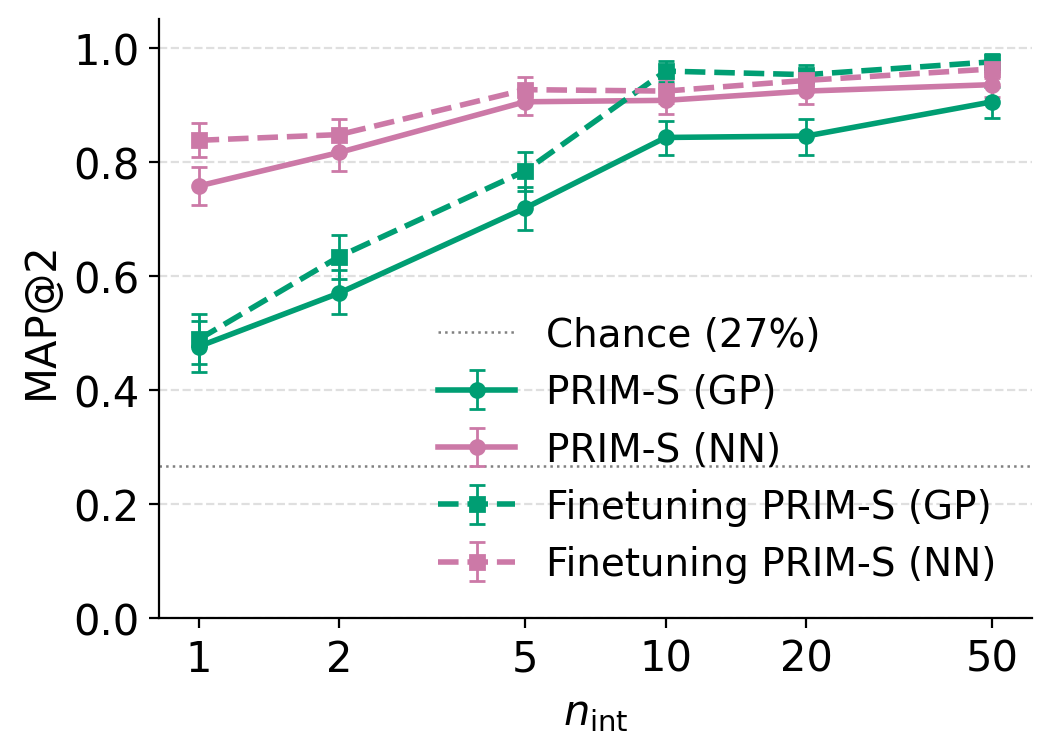 1.0
0.8
0.6
0.4
0.2
0.0
MAP@2
Chance (27%)
PRIM-S (GP)
PRIM-S (NN)
Finetuning PRIM-S (GP)
Finetuning PRIM-S (NN)
1 2 5 10 20 50
n_int